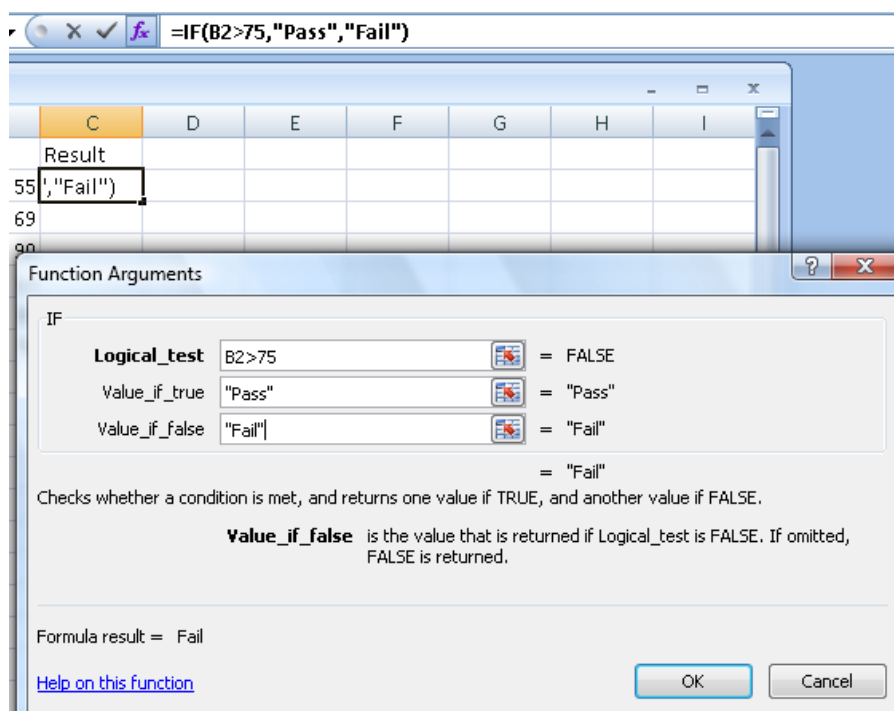 =IF(B2>75,"Pass","Fail")
C D E F G H I
Result
55 ","Fail")
69
90
Function Arguments
IF
Logical_test B2>75 = FALSE
Value_if_true "Pass" = "Pass"
Value_if_false "Fail" = "Fail"
= "Fail"
Checks whether a condition is met, and returns one value if TRUE, and another value if FALSE.
Value_if_false is the value that is returned if Logical_test is FALSE. If omitted,
FALSE is returned.
Formula result = Fail
Help on this function
OK Cancel